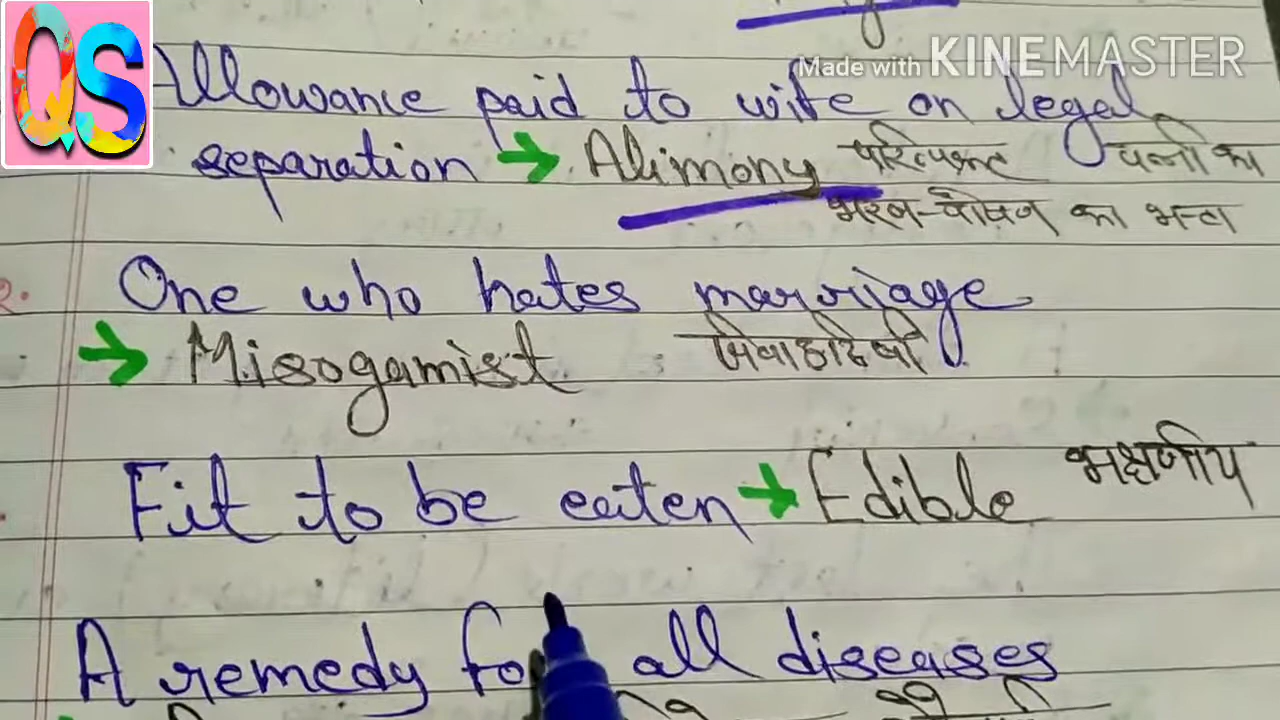 QS
Made with KINEMASTER
Allowance paid to wife on legal
separation → Alimony परित्यक्त पत्नी का
भरण-पोषण का भत्ता
One who hates marriage
→ Misogamist विवाहद्वेषी
Fit to be eaten → Edible भक्षणीय
A remedy for all diseases